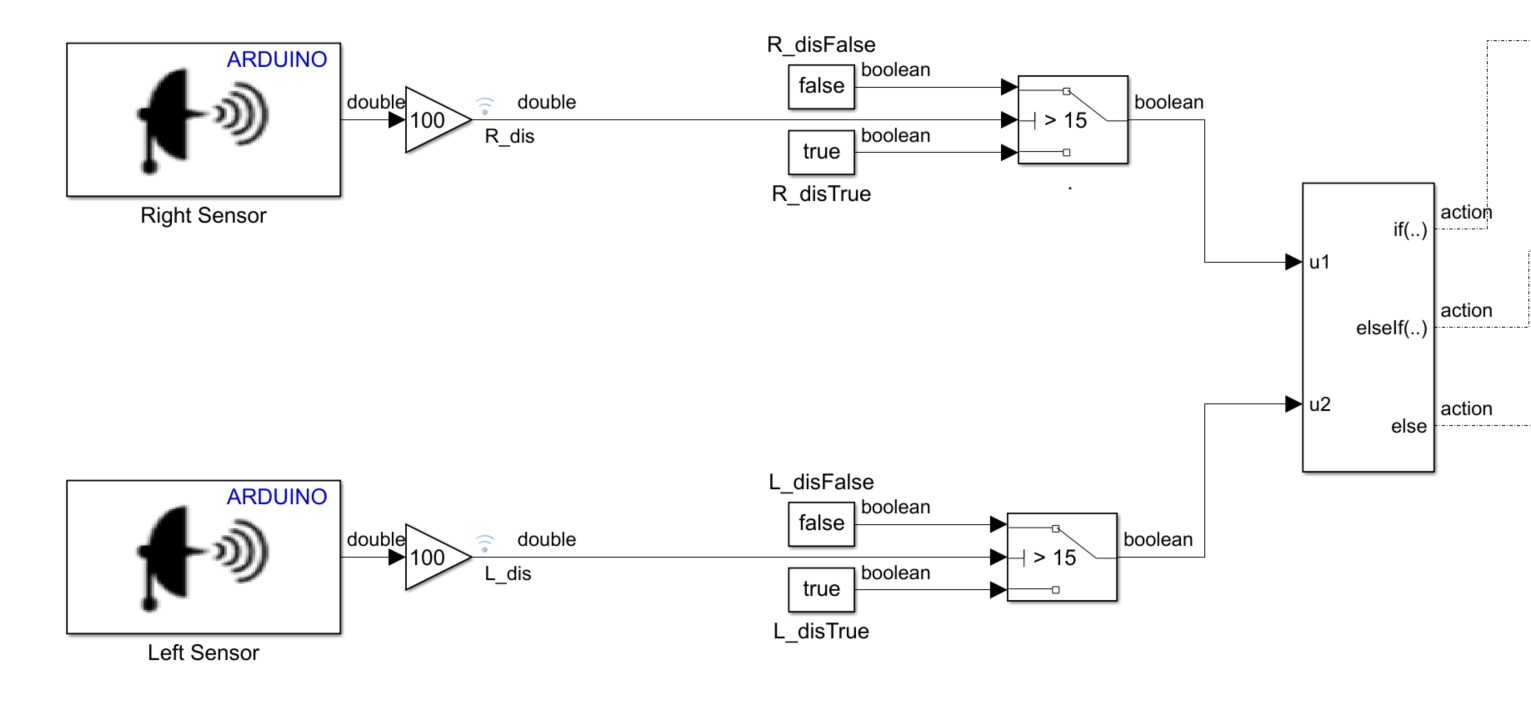 ARDUINO
Right Sensor
double
100
double
R_dis
R_disFalse
false
boolean
true
boolean
R_disTrue
> 15
.
boolean
u1
u2
if(..)
elseIf(..)
else
action
action
action
ARDUINO
Left Sensor
double
100
double
L_dis
L_disFalse
false
boolean
true
boolean
L_disTrue
> 15
boolean